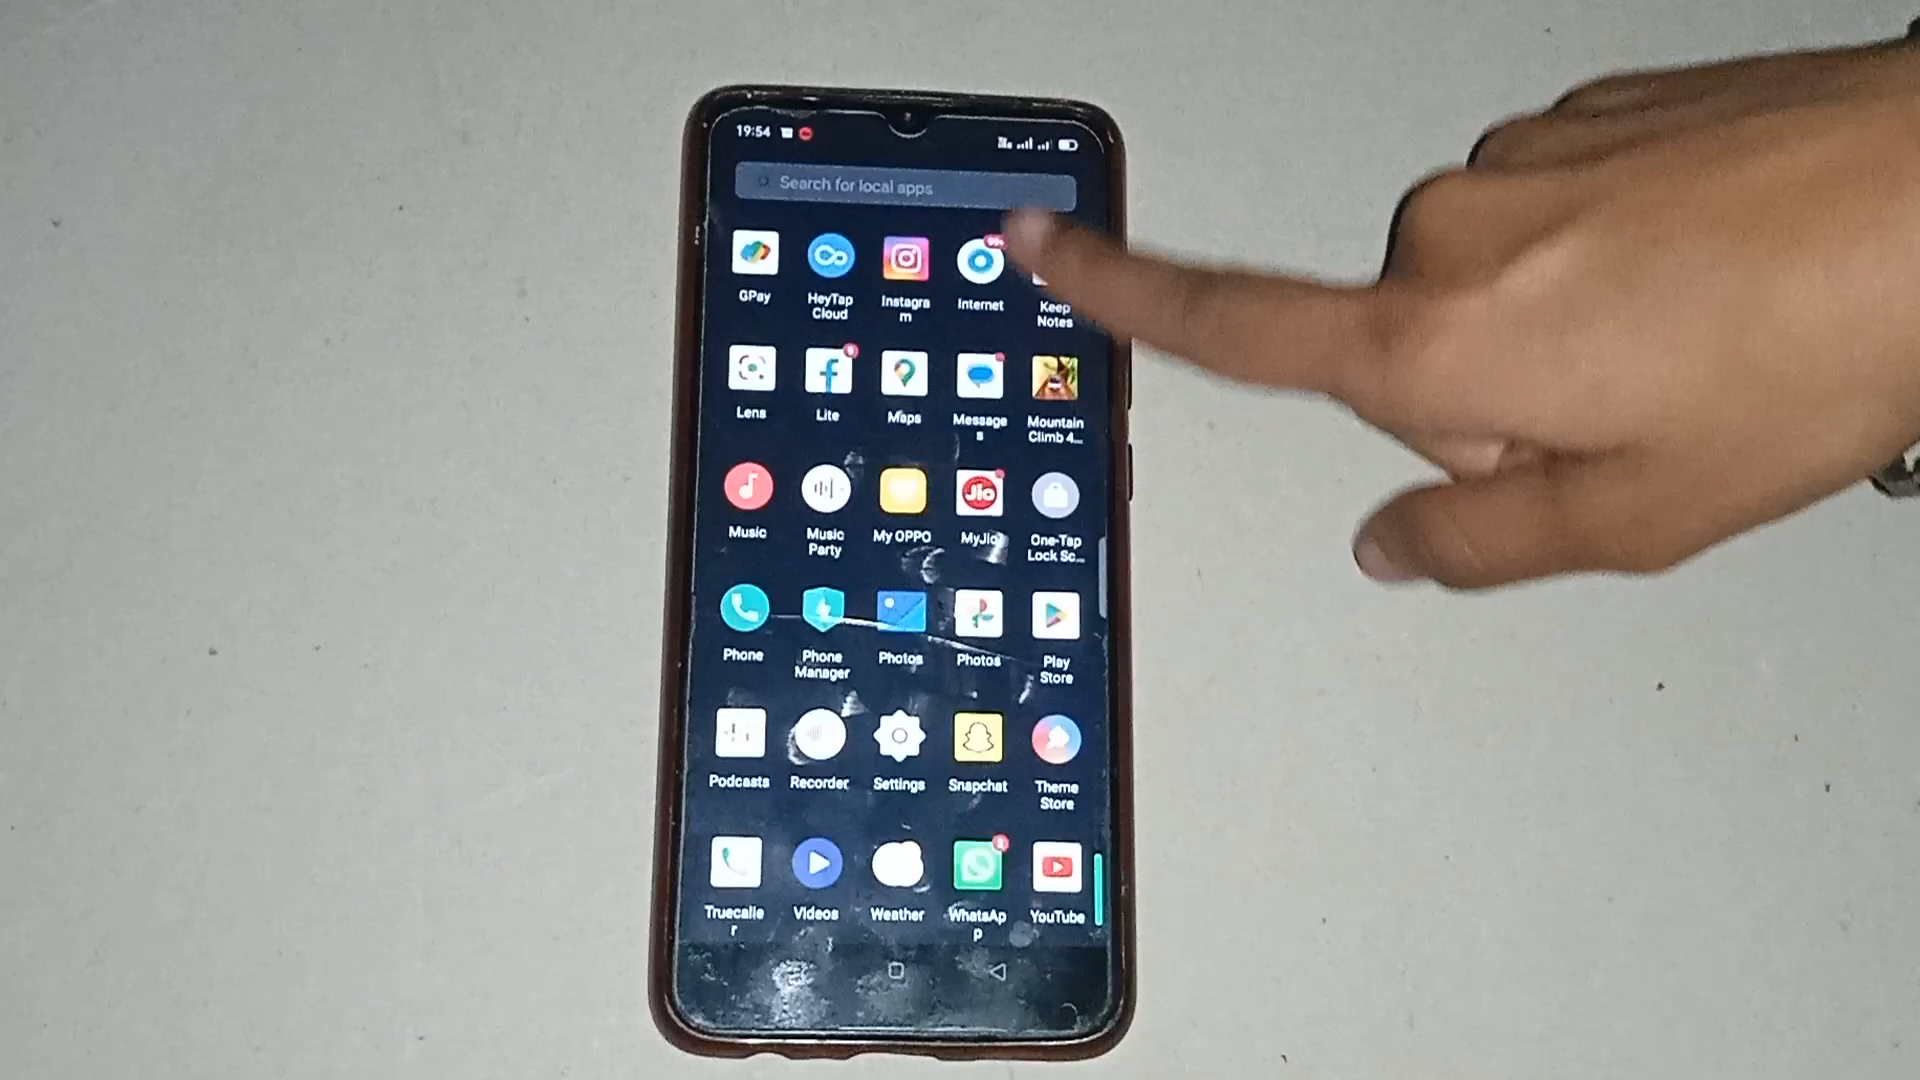 19:54
Search for local apps
99+
GPay
HeyTap
Cloud
Instagra
m
Internet
Keep
Notes
Lens
Lite
Maps
Message
s
Mountain
Climb 4...
Jio
Music
Music
Party
My OPPO
MyJio
One-Tap
Lock Sc...
Phone
Phone
Manager
Photos
Photos
Play
Store
Podcasts
Recorder
Settings
Snapchat
Theme
Store
Truecalle
r
Videos
Weather
WhatsAp
p
YouTube